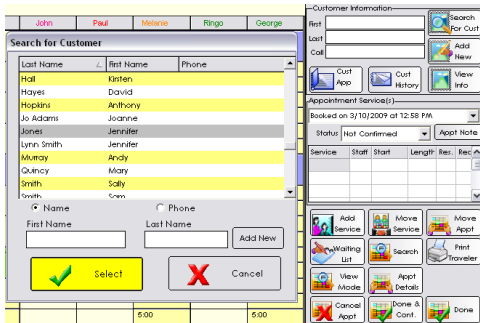 John Paul Melanie Ringo George
Search for Customer
Last Name First Name Phone
Hall Kirsten
Hayes David
Hopkins Anthony
Jo Adams Joanne
Jones Jennifer
Lynn Smith Jennifer
Murray Andy
Quincy Mary
Smith Sally
Smith Sam
Name Phone
First Name Last Name
Add New
Select Cancel
5:00 5:00
Customer Information
First
Last
Cell
Search For Cust
Add New
Cust App
Cust History
View Info
Appointment Service(s)
Booked on 3/10/2009 at 12:58 PM
Status Not Confirmed Appt Note
Service Staff Start Length Res. Rec
Add Service
Move Service
Move Appt
Waiting List
Search
Print Traveler
View Mode
Appt Details
Cancel Appt
Done & Cont.
Done